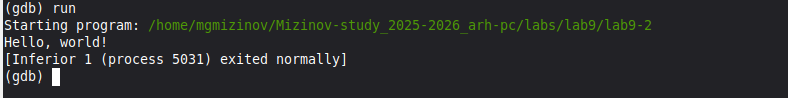 (gdb) run
Starting program: /home/mgmizinov/Mizinov-study_2025-2026_arh-pc/labs/lab9/lab9-2
Hello, world!
[Inferior 1 (process 5031) exited normally]
(gdb)